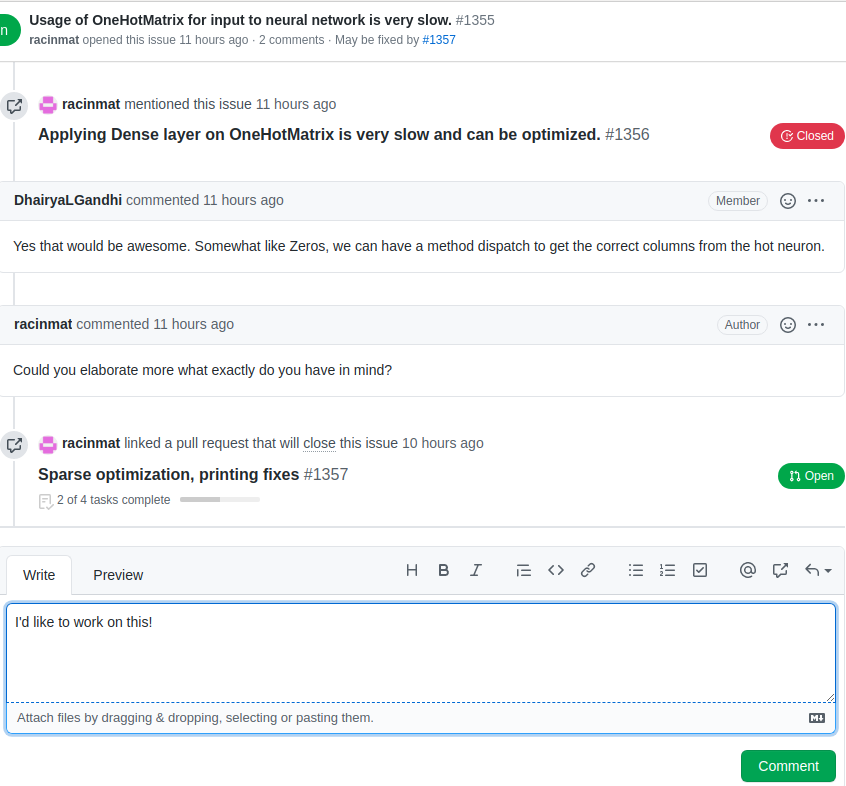 n
Usage of OneHotMatrix for input to neural network is very slow. #1355
racinmat opened this issue 11 hours ago · 2 comments · May be fixed by #1357
racinmat mentioned this issue 11 hours ago
Applying Dense layer on OneHotMatrix is very slow and can be optimized. #1356
Closed
DhairyaLGandhi commented 11 hours ago
Member
Yes that would be awesome. Somewhat like Zeros, we can have a method dispatch to get the correct columns from the hot neuron.
racinmat commented 11 hours ago
Author
Could you elaborate more what exactly do you have in mind?
racinmat linked a pull request that will close this issue 10 hours ago
Sparse optimization, printing fixes #1357
Open
2 of 4 tasks complete
Write Preview
I'd like to work on this!
Attach files by dragging & dropping, selecting or pasting them.
Comment